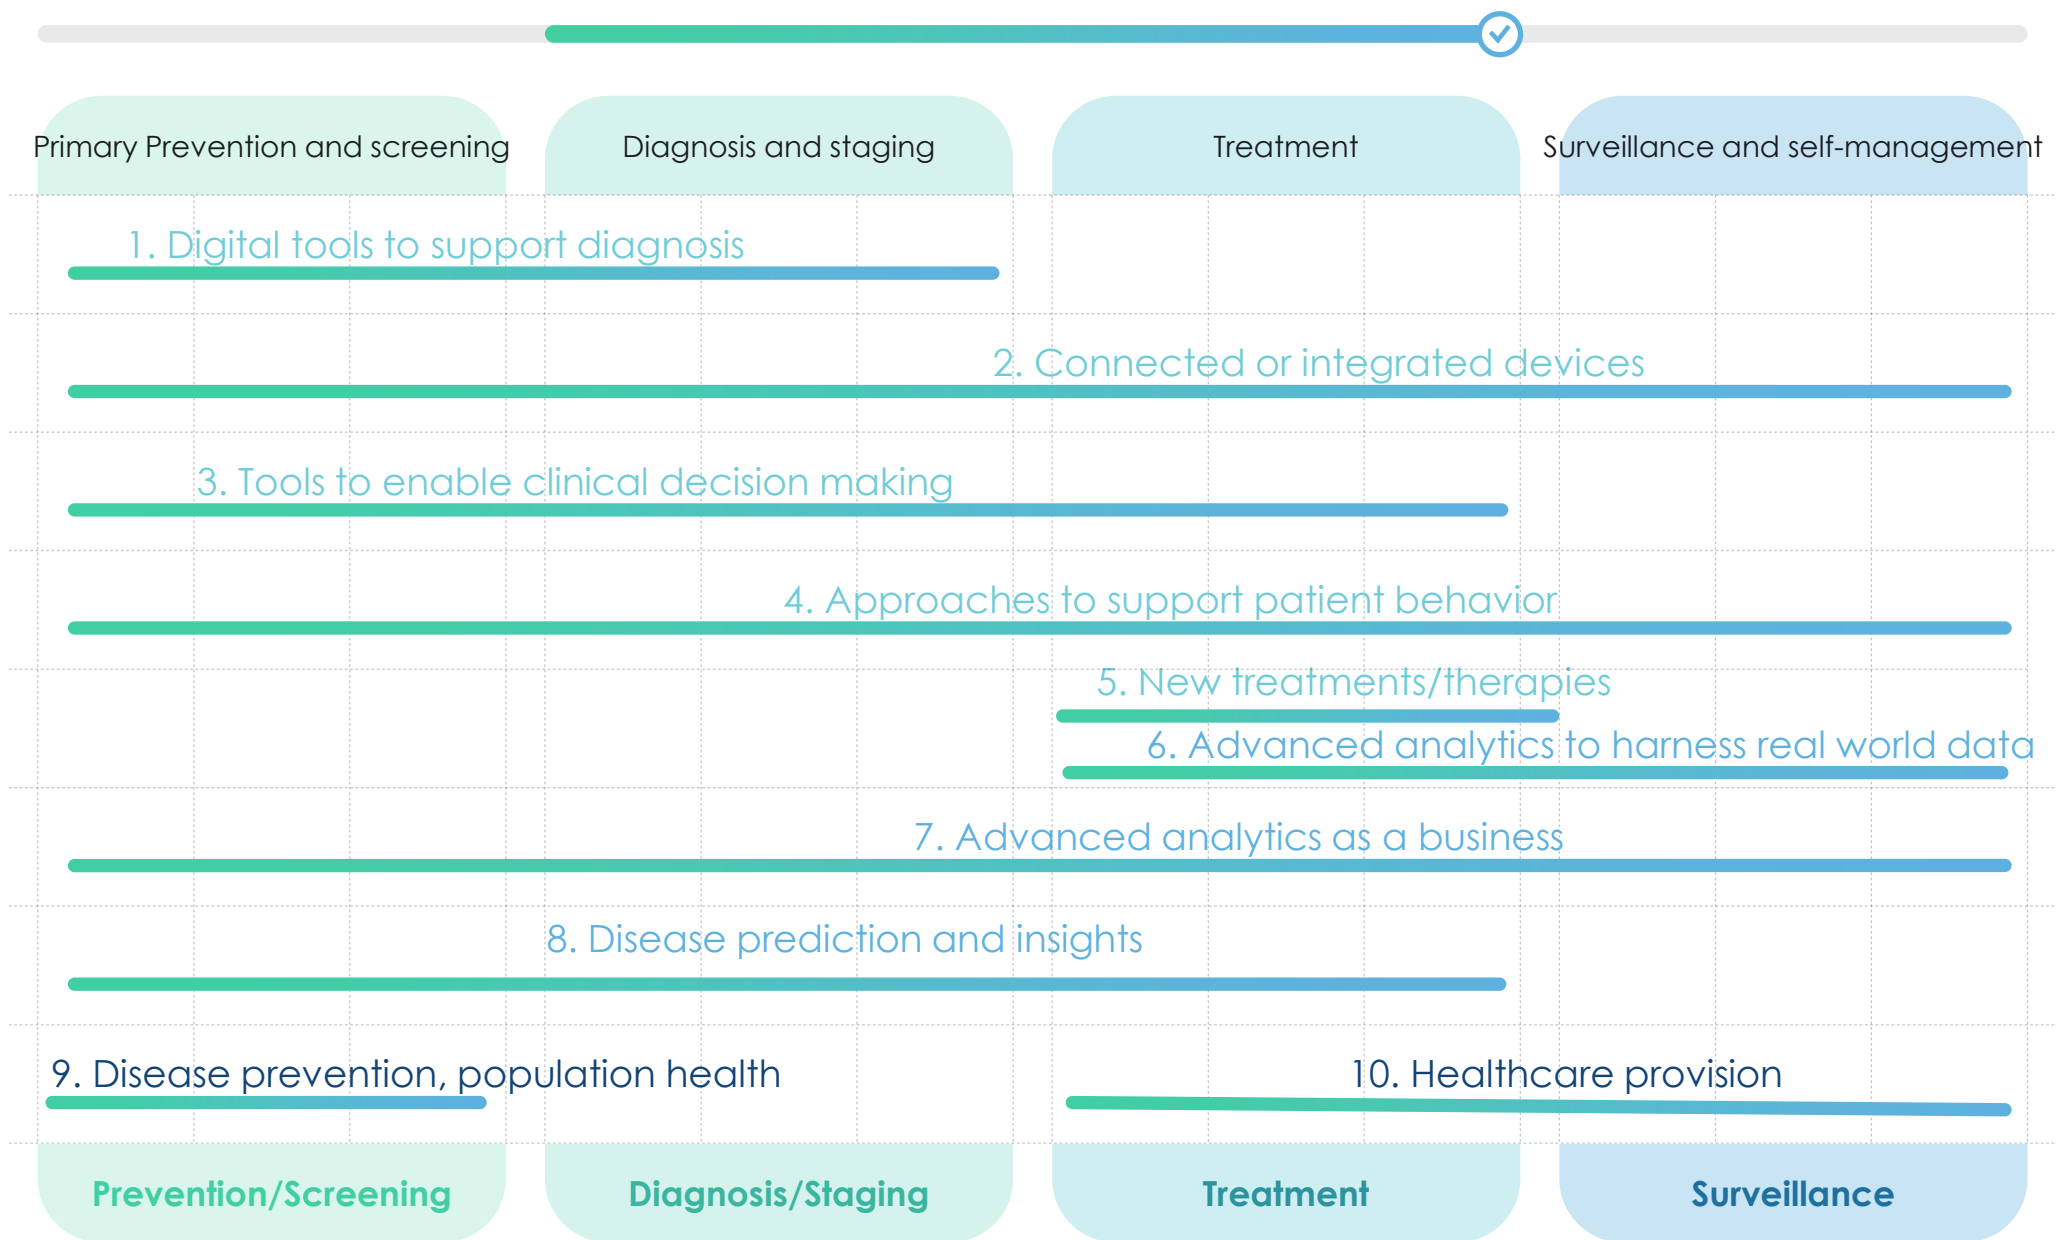 Primary Prevention and screening
Diagnosis and staging
Treatment
Surveillance and self-management
1. Digital tools to support diagnosis
2. Connected or integrated devices
3. Tools to enable clinical decision making
4. Approaches to support patient behavior
5. New treatments/therapies
6. Advanced analytics to harness real world data
7. Advanced analytics as a business
8. Disease prediction and insights
9. Disease prevention, population health
10. Healthcare provision
Prevention/Screening
Diagnosis/Staging
Treatment
Surveillance